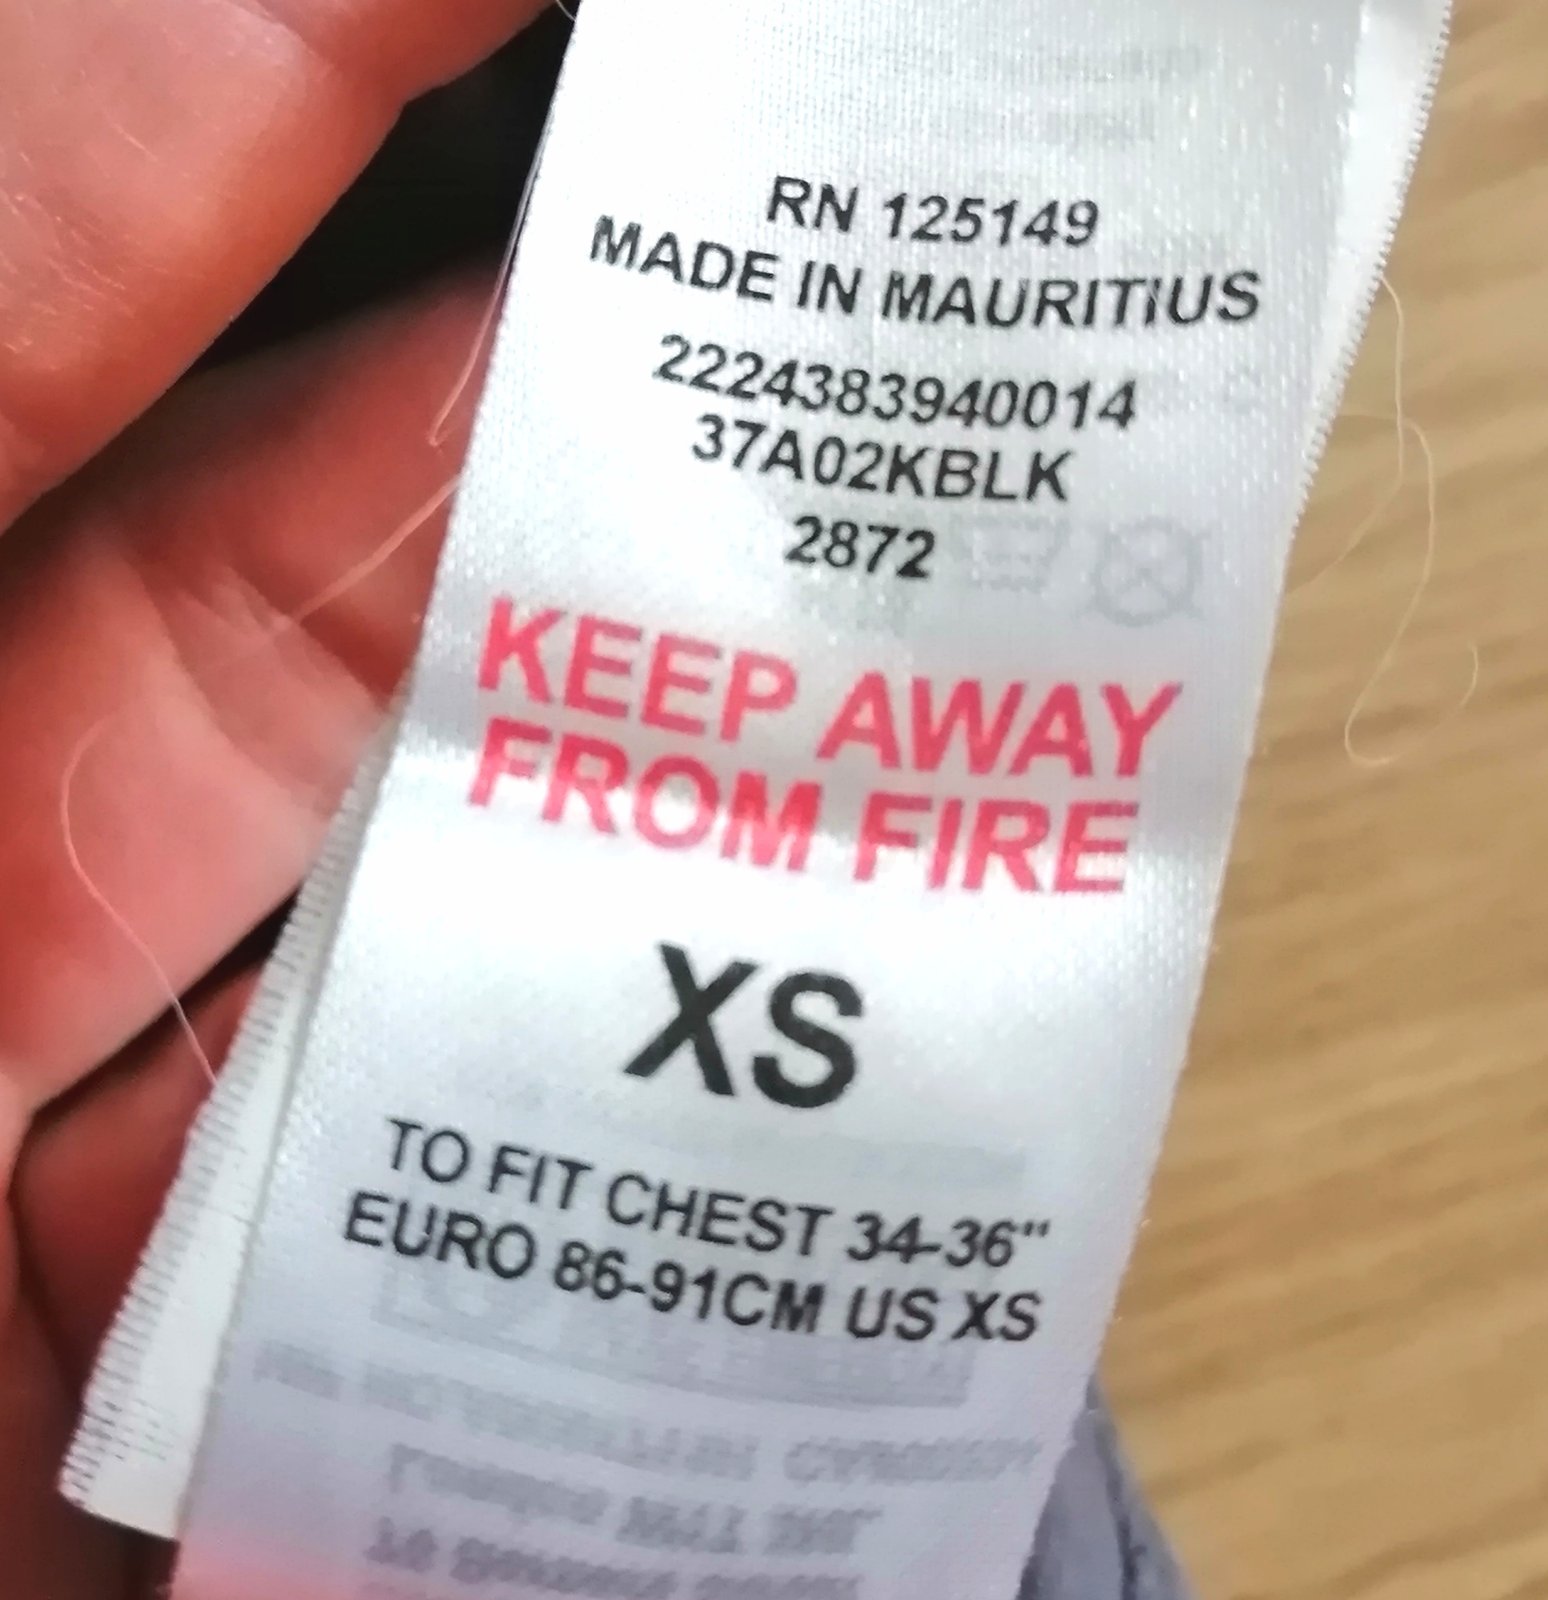 RN 125149
MADE IN MAURITIUS
2224383940014
37A02KBLK
2872
KEEP AWAY
FROM FIRE
XS
TO FIT CHEST 34-36"
EURO 86-91CM US XS